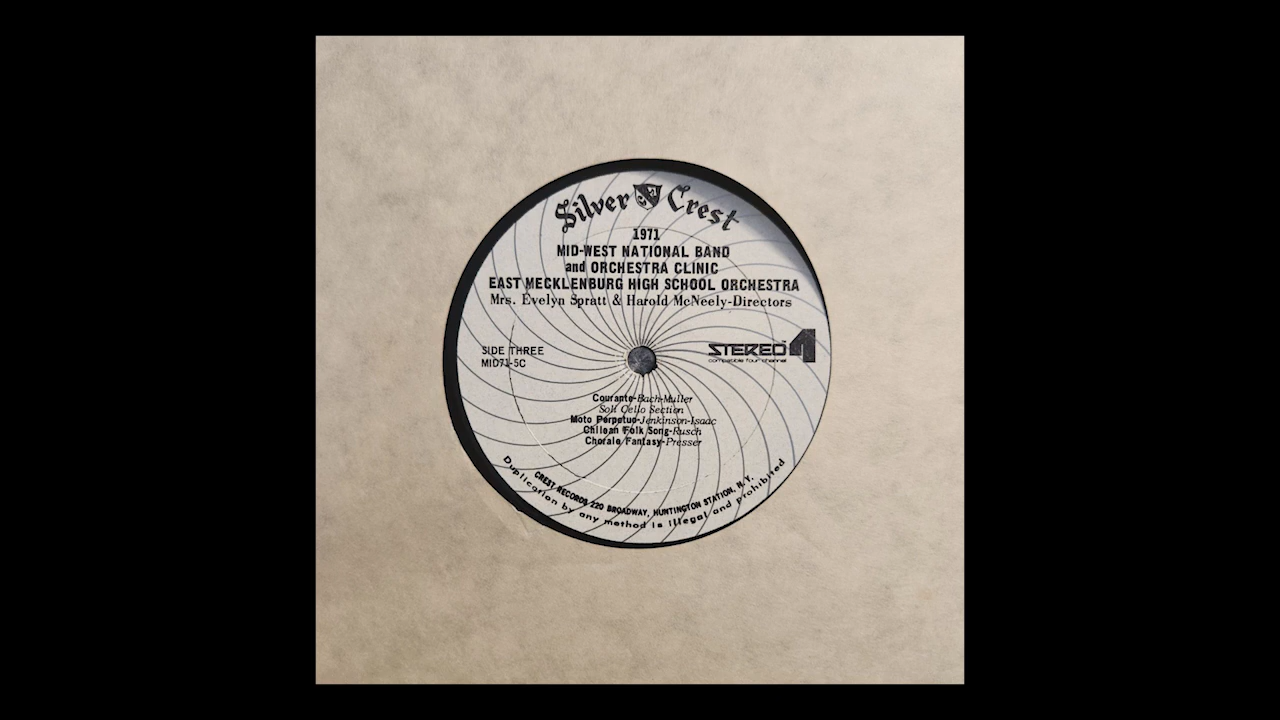 Silver Crest
1971
MID-WEST NATIONAL BAND
and ORCHESTRA CLINIC
EAST MECKLENBURG HIGH SCHOOL ORCHESTRA
Mrs. Evelyn Spratt & Harold McNeely-Directors
SIDE THREE
MID71-5C
STEREO 4
compatible four channel
Courante-Bach-Muller
Soli Cello Section
Moto Perpetuo-Jenkinson-Isaac
Chilean Folk Song-Rusch
Chorale Fantasy-Presser
CREST RECORDS 220 BROADWAY, HUNTINGTON STATION, N.Y.
Duplication by any method is illegal and prohibited